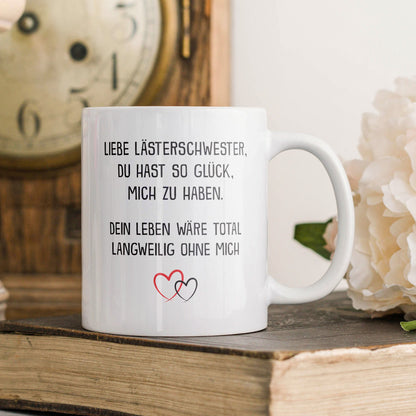 LIEBE LÄSTERSCHWESTER,
DU HAST SO GLÜCK,
MICH ZU HABEN.
DEIN LEBEN WÄRE TOTAL
LANGWEILIG OHNE MICH